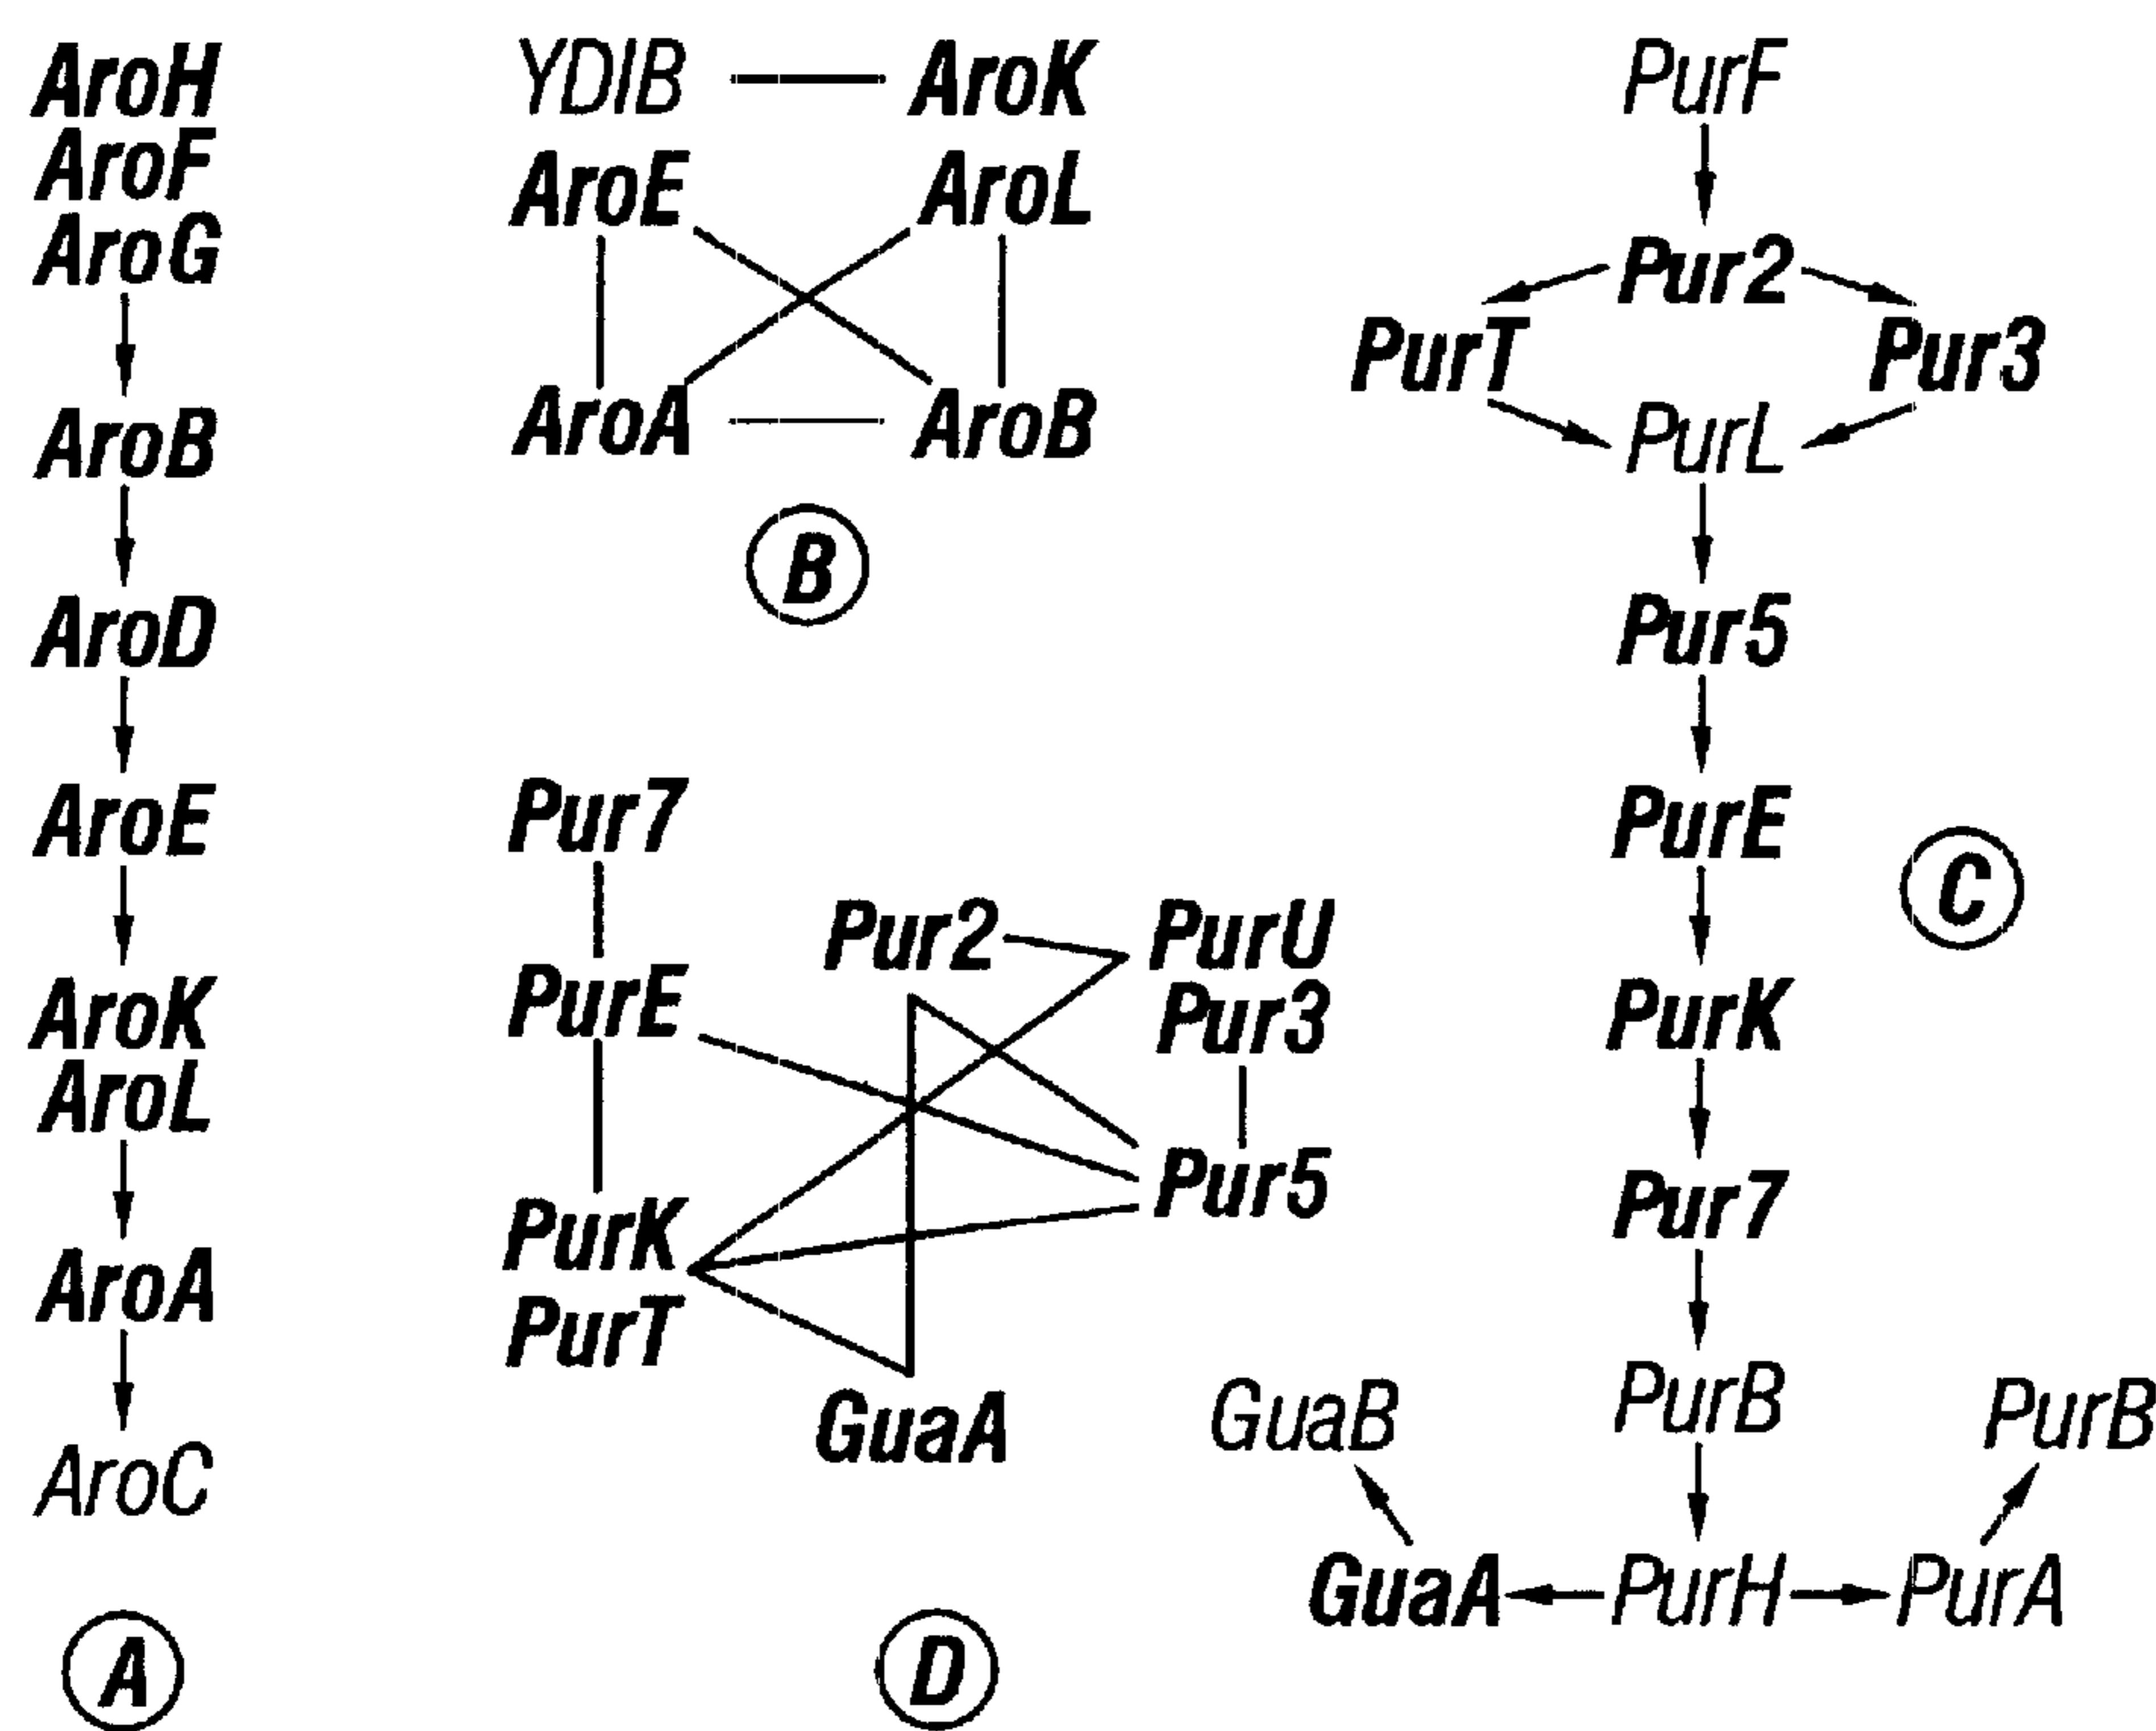 AroH
AroF
AroG
AroB
AroD
AroE
AroK
AroL
AroA
AroC
A
YDIB
AroK
AroE
AroL
AroA
AroB
B
PurF
Pur2
PurT
Pur3
PurL
Pur5
PurE
PurK
Pur7
PurB
PurH
GuaA
GuaB
PurA
PurB
C
Pur7
PurE
PurK
PurT
Pur2
PurU
Pur3
Pur5
GuaA
D